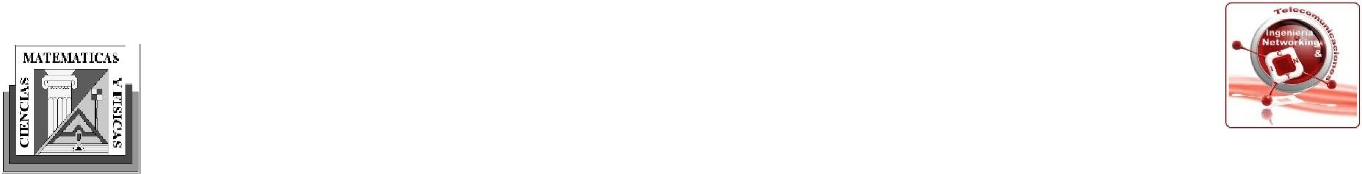 MATEMATICAS
CIENCIAS
Y FISICAS
Telecomunicaciones
Ingeniería
Networking
&
C
N
I
T